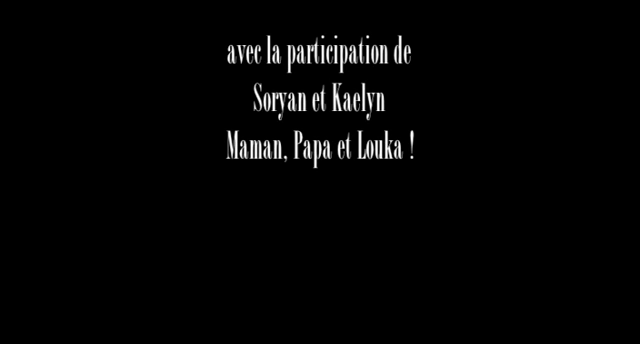 avec la participation de
Soryan et Kaelyn
Maman, Papa et Louka !